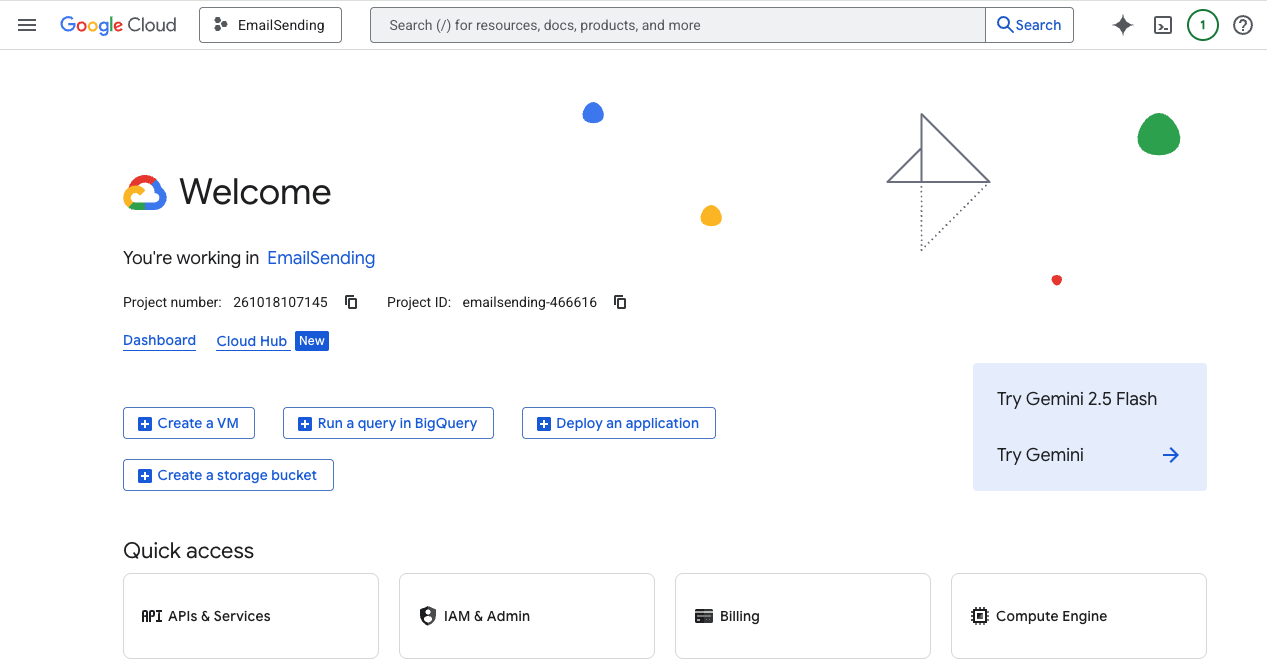 Google Cloud
EmailSending
Search (/) for resources, docs, products, and more
Search
1
Welcome
You're working in EmailSending
Project number: 261018107145 Project ID: emailsending-466616
Dashboard Cloud Hub New
Create a VM Run a query in BigQuery Deploy an application
Create a storage bucket
Try Gemini 2.5 Flash
Try Gemini
Quick access
API APIs & Services IAM & Admin Billing Compute Engine